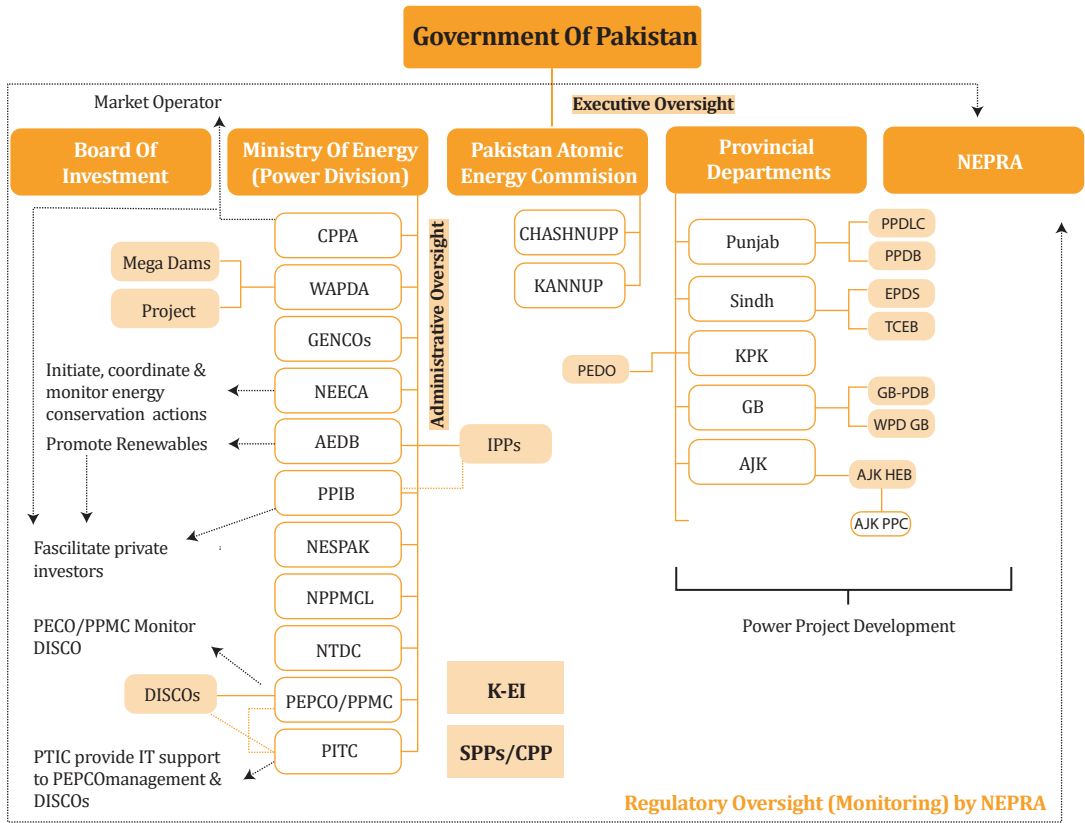 Government Of Pakistan
Executive Oversight
Market Operator
Board Of
Investment
Ministry Of Energy
(Power Division)
Pakistan Atomic
Energy Commision
Provincial
Departments
NEPRA
Administrative Oversight
CPPA
WAPDA
GENCOs
NEECA
AEDB
PPIB
NESPAK
NPPMCL
NTDC
PEPCO/PPMC
PITC
Mega Dams
Project
Initiate, coordinate &
monitor energy
conservation actions
Promote Renewables
Fascilitate private
investors
PECO/PPMC Monitor
DISCO
DISCOs
PTIC provide IT support
to PEPCOmanagement &
DISCOs
IPPs
CHASHNUPP
KANNUP
K-EI
SPPs/CPP
Punjab
PPDLC
PPDB
Sindh
EPDS
TCEB
KPK
PEDO
GB
GB-PDB
WPD GB
AJK
AJK HEB
AJK PPC
Power Project Development
Regulatory Oversight (Monitoring) by NEPRA